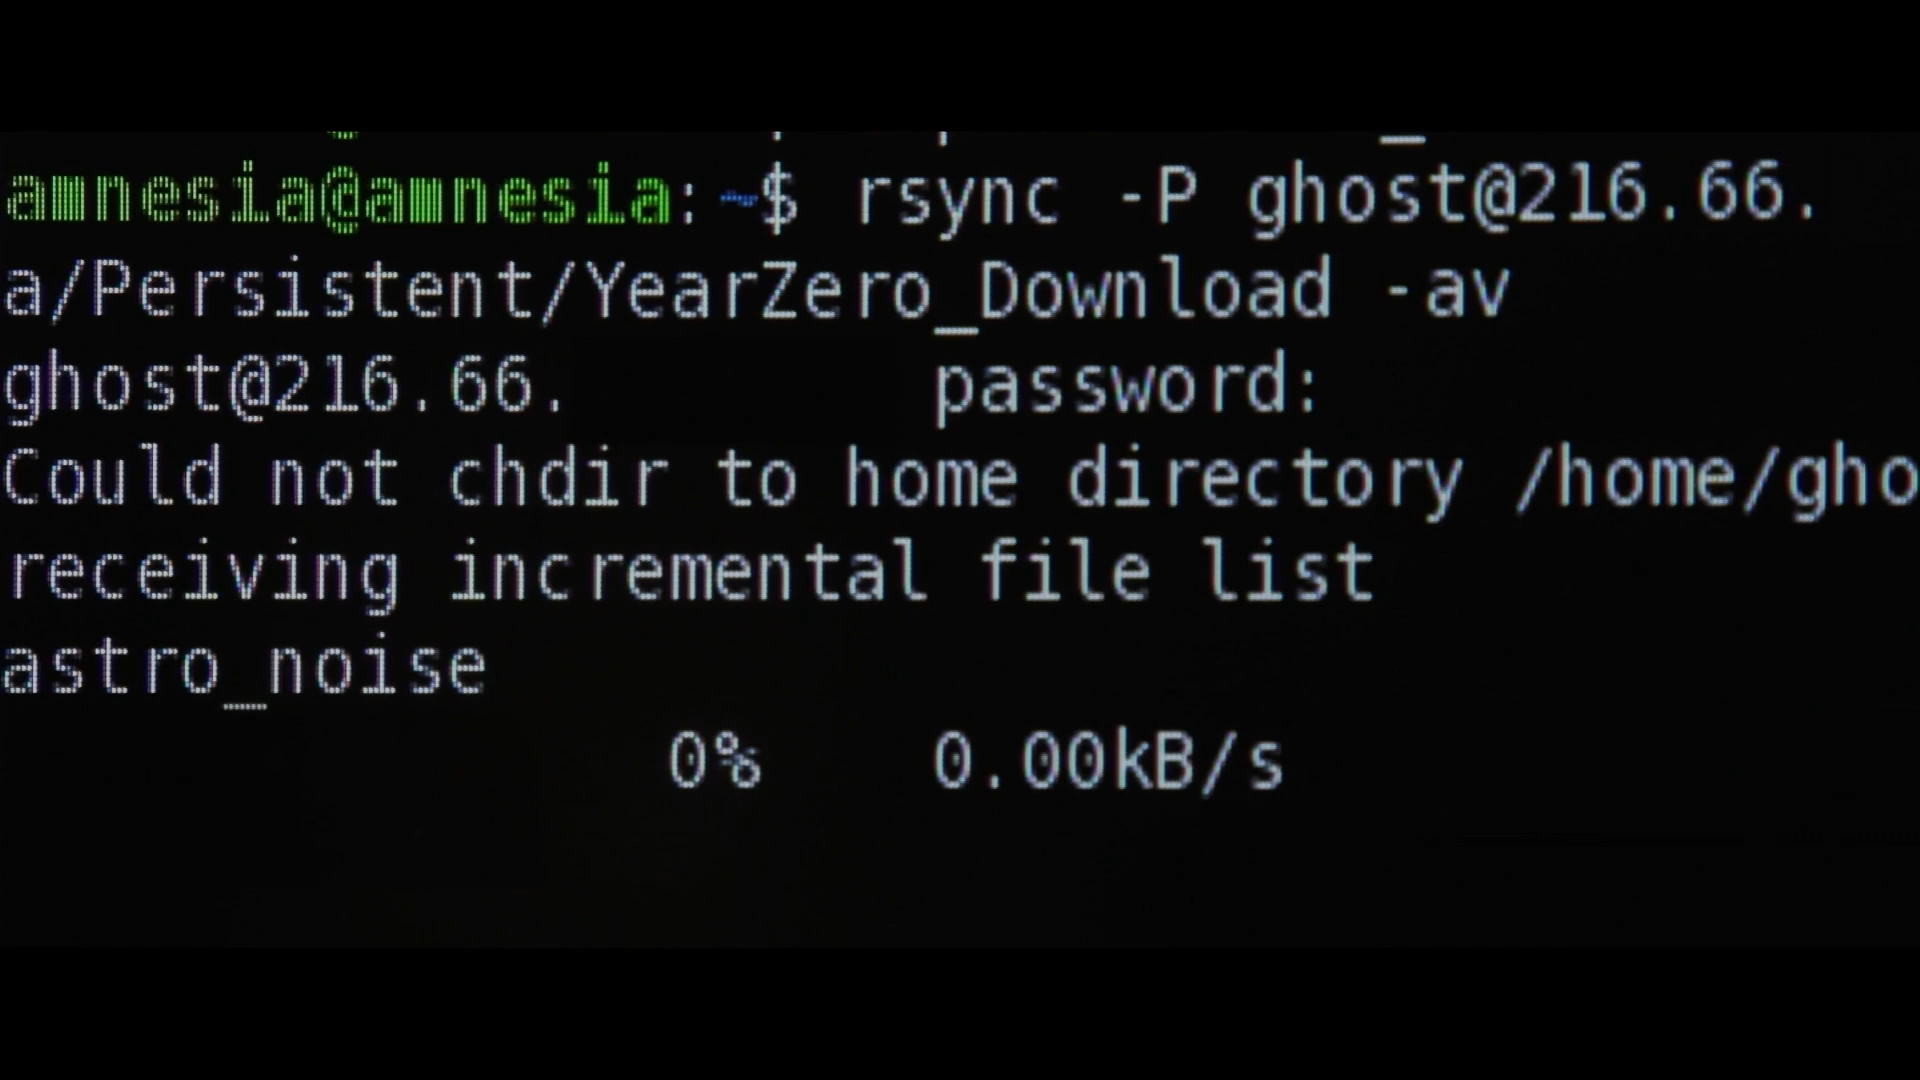 amnesia@amnesia:~$ rsync -P ghost@216.66.
a/Persistent/YearZero_Download -av
ghost@216.66. password:
Could not chdir to home directory /home/gho
receiving incremental file list
astro_noise
0% 0.00kB/s